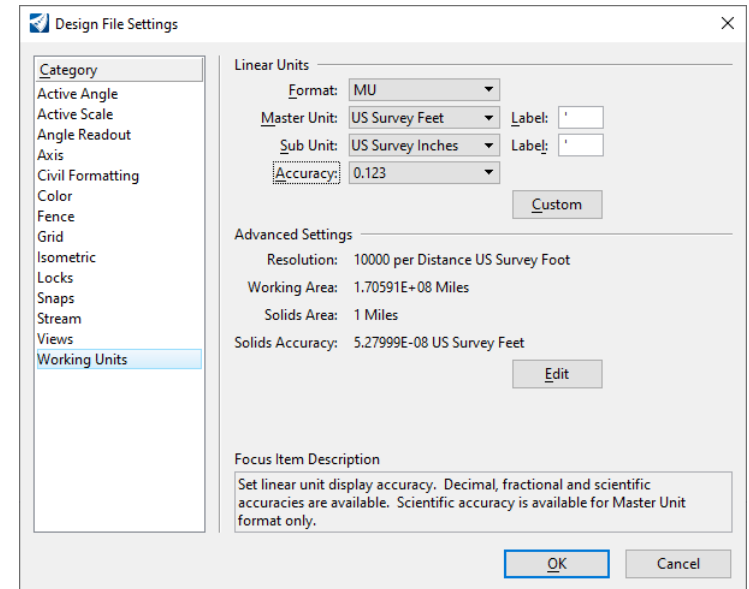 Design File Settings
Category
Active Angle
Active Scale
Angle Readout
Axis
Civil Formatting
Color
Fence
Grid
Isometric
Locks
Snaps
Stream
Views
Working Units
Linear Units
Format: MU
Master Unit: US Survey Feet Label: '
Sub Unit: US Survey Inches Label: '
Accuracy: 0.123
Custom
Advanced Settings
Resolution: 10000 per Distance US Survey Foot
Working Area: 1.70591E+08 Miles
Solids Area: 1 Miles
Solids Accuracy: 5.27999E-08 US Survey Feet
Edit
Focus Item Description
Set linear unit display accuracy. Decimal, fractional and scientific
accuracies are available. Scientific accuracy is available for Master Unit
format only.
OK Cancel